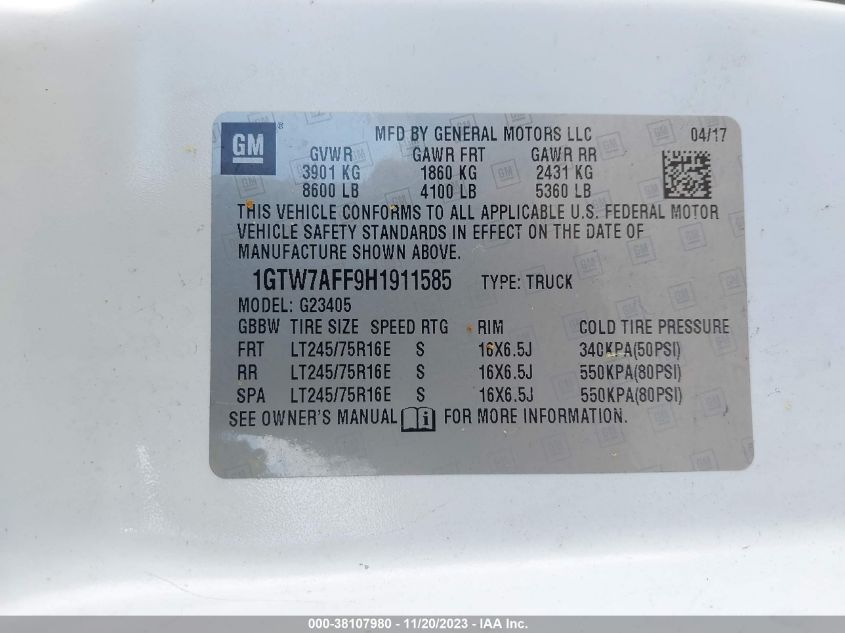 GM ®
MFD BY GENERAL MOTORS LLC 04/17
GVWR GAWR FRT GAWR RR
3901 KG 1860 KG 2431 KG
8600 LB 4100 LB 5360 LB
THIS VEHICLE CONFORMS TO ALL APPLICABLE U.S. FEDERAL MOTOR
VEHICLE SAFETY STANDARDS IN EFFECT ON THE DATE OF
MANUFACTURE SHOWN ABOVE.
1GTW7AFF9H1911585 TYPE: TRUCK
MODEL: G23405
GBBW TIRE SIZE SPEED RTG RIM COLD TIRE PRESSURE
FRT LT245/75R16E S 16X6.5J 340KPA(50PSI)
RR LT245/75R16E S 16X6.5J 550KPA(80PSI)
SPA LT245/75R16E S 16X6.5J 550KPA(80PSI)
SEE OWNER'S MANUAL i FOR MORE INFORMATION.
000-38107980 - 11/20/2023 - IAA Inc.